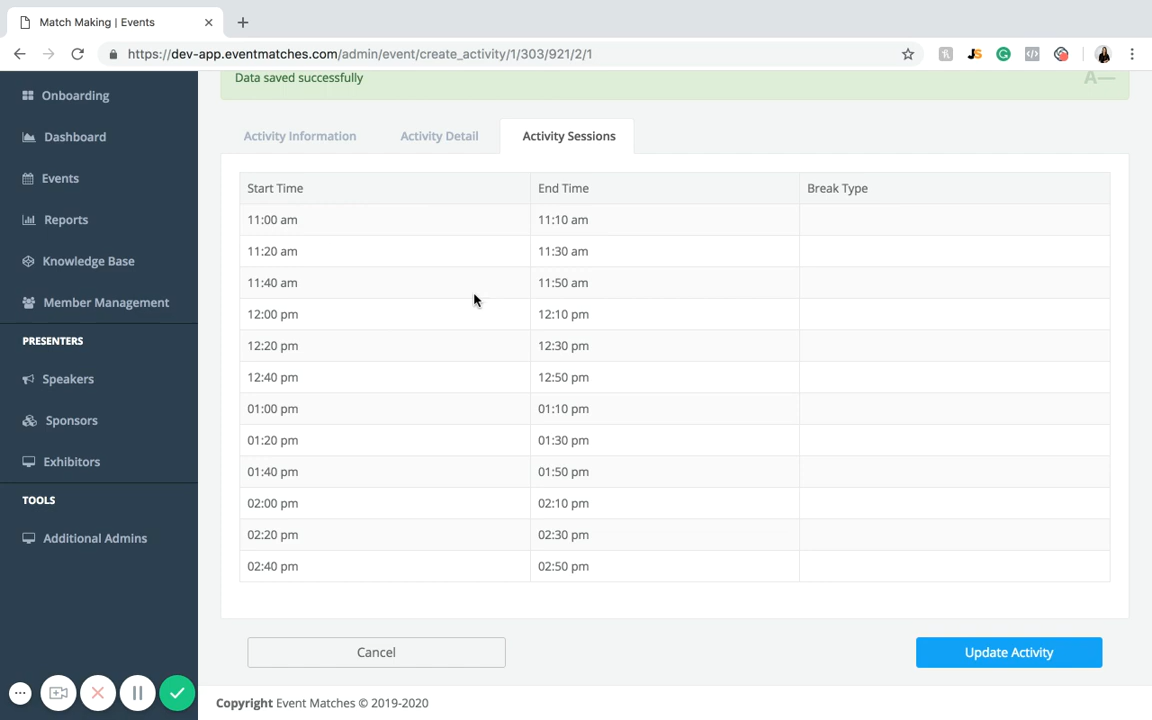 Match Making | Events
https://dev-app.eventmatches.com/admin/event/create_activity/1/303/921/2/1
JS
Data saved successfully
Onboarding
Dashboard
Events
Reports
Knowledge Base
Member Management
PRESENTERS
Speakers
Sponsors
Exhibitors
TOOLS
Additional Admins
Activity Information Activity Detail Activity Sessions
Start Time End Time Break Type
11:00 am 11:10 am
11:20 am 11:30 am
11:40 am 11:50 am
12:00 pm 12:10 pm
12:20 pm 12:30 pm
12:40 pm 12:50 pm
01:00 pm 01:10 pm
01:20 pm 01:30 pm
01:40 pm 01:50 pm
02:00 pm 02:10 pm
02:20 pm 02:30 pm
02:40 pm 02:50 pm
Cancel Update Activity
Copyright Event Matches © 2019-2020